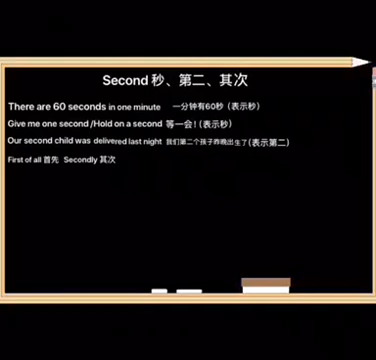 Second 秒、第二、其次
There are 60 seconds in one minute 一分钟有60秒（表示秒）
Give me one second /Hold on a second 等一会！(表示秒)
Our second child was delivered last night 我们第二个孩子昨晚出生了(表示第二)
First of all 首先 Secondly 其次